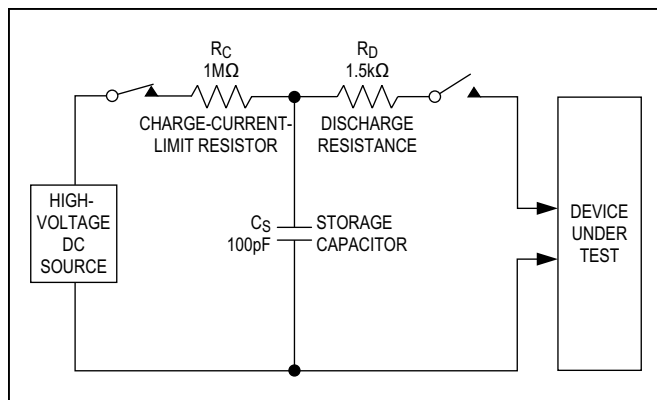 R_C
1MΩ
R_D
1.5kΩ
CHARGE-CURRENT-
LIMIT RESISTOR
DISCHARGE
RESISTANCE
HIGH-
VOLTAGE
DC
SOURCE
C_S
100pF
STORAGE
CAPACITOR
DEVICE
UNDER
TEST